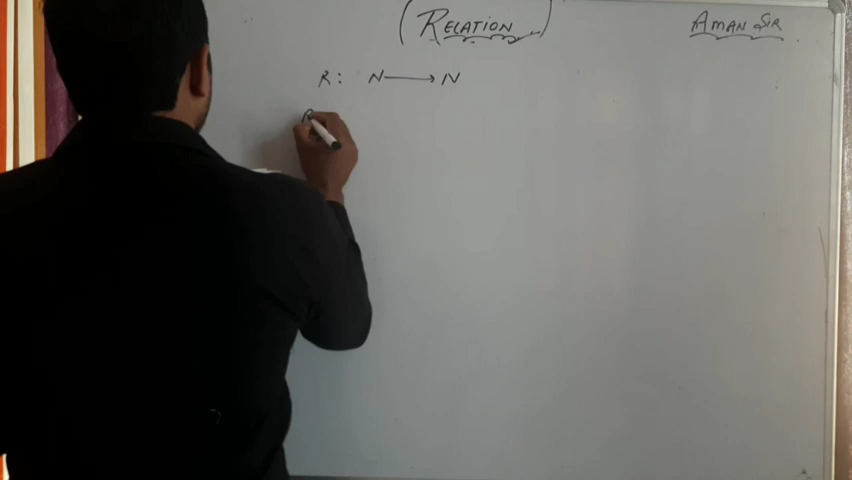 (RELATION)
AMAN SIR
R: N → N